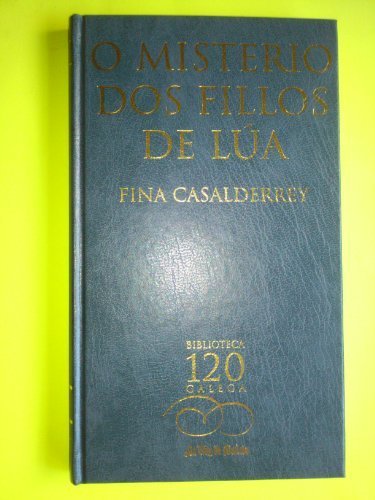 O MISTERIO
DOS FILLOS
DE LÚA
FINA CASALDERREY
BIBLIOTECA
120
GALEGA